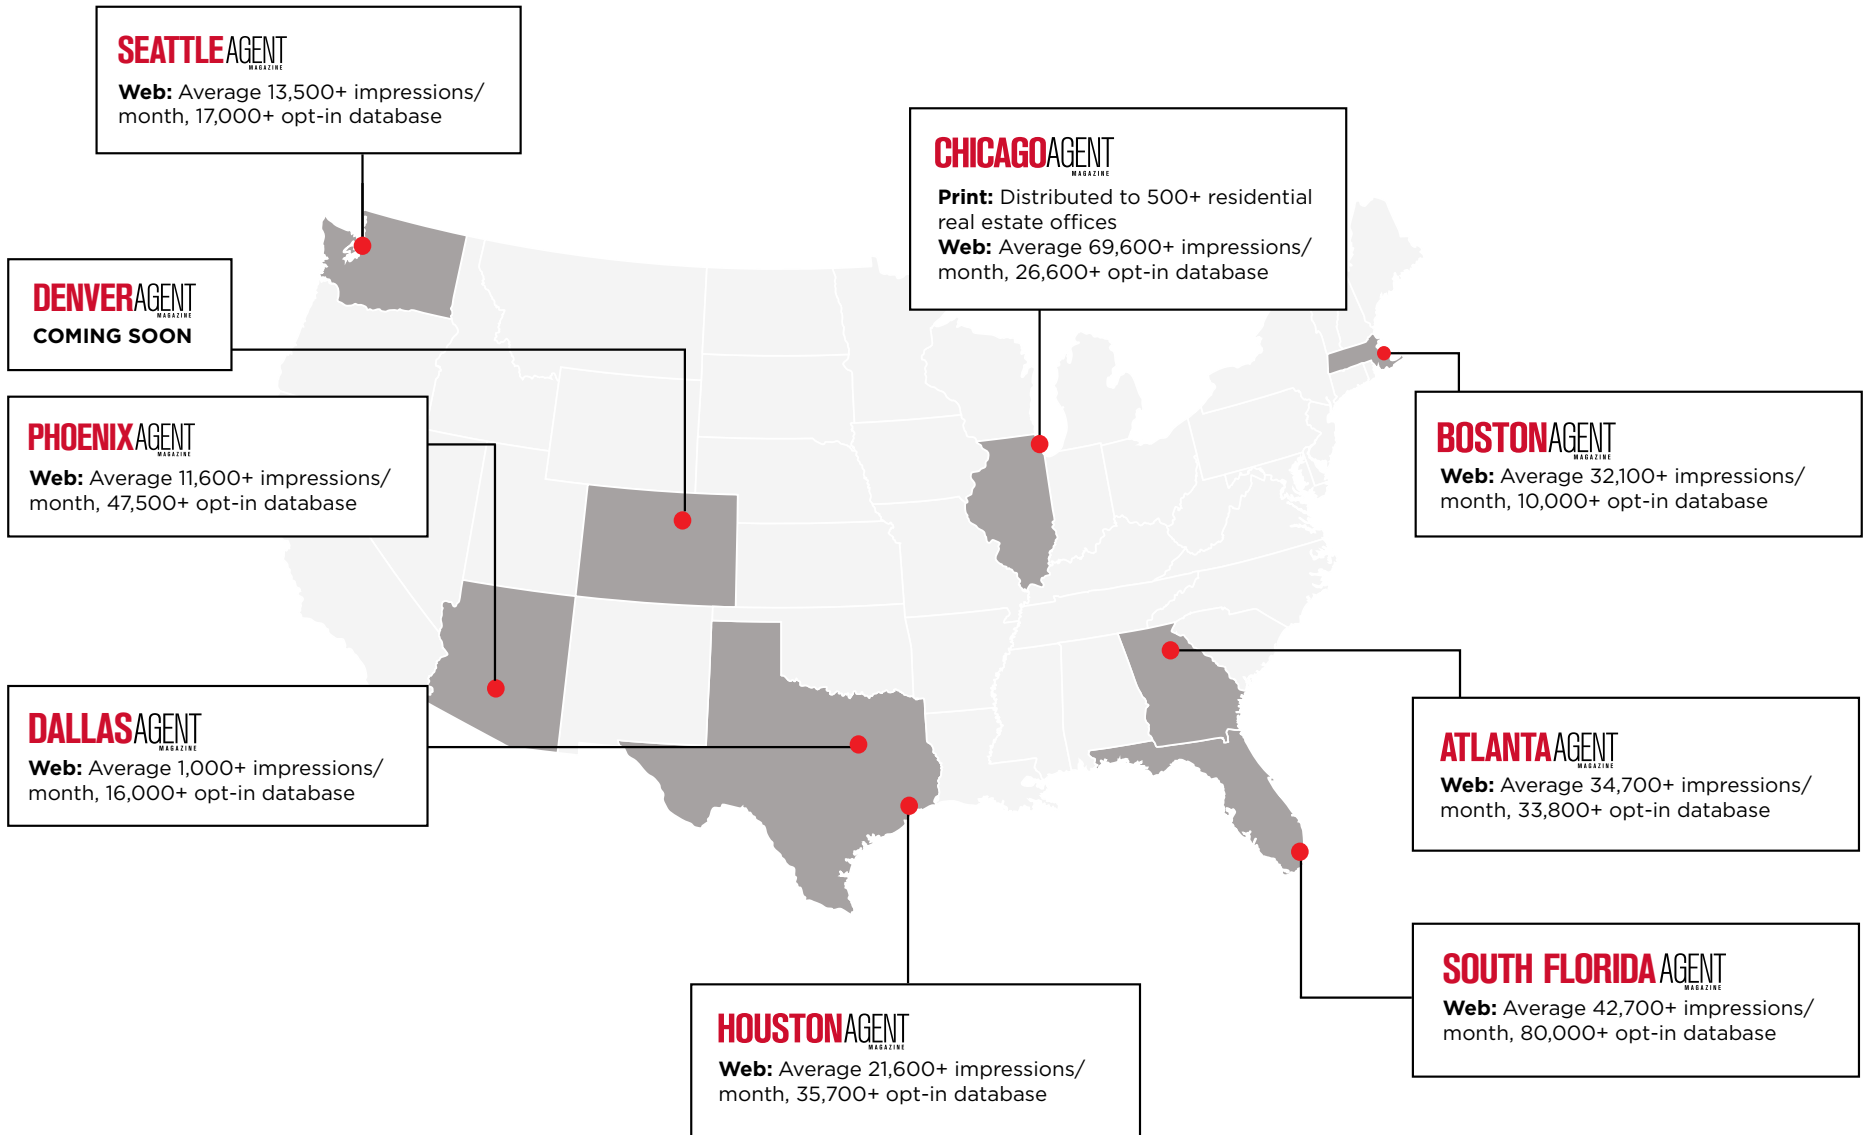 SEATTLEAGENT
MAGAZINE
Web: Average 13,500+ impressions/
month, 17,000+ opt-in database
CHICAGOAGENT
MAGAZINE
Print: Distributed to 500+ residential
real estate offices
Web: Average 69,600+ impressions/
month, 26,600+ opt-in database
DENVERAGENT
MAGAZINE
COMING SOON
PHOENIXAGENT
MAGAZINE
Web: Average 11,600+ impressions/
month, 47,500+ opt-in database
BOSTONAGENT
MAGAZINE
Web: Average 32,100+ impressions/
month, 10,000+ opt-in database
DALLASAGENT
MAGAZINE
Web: Average 1,000+ impressions/
month, 16,000+ opt-in database
ATLANTAAGENT
MAGAZINE
Web: Average 34,700+ impressions/
month, 33,800+ opt-in database
SOUTH FLORIDA AGENT
MAGAZINE
Web: Average 42,700+ impressions/
month, 80,000+ opt-in database
HOUSTONAGENT
MAGAZINE
Web: Average 21,600+ impressions/
month, 35,700+ opt-in database